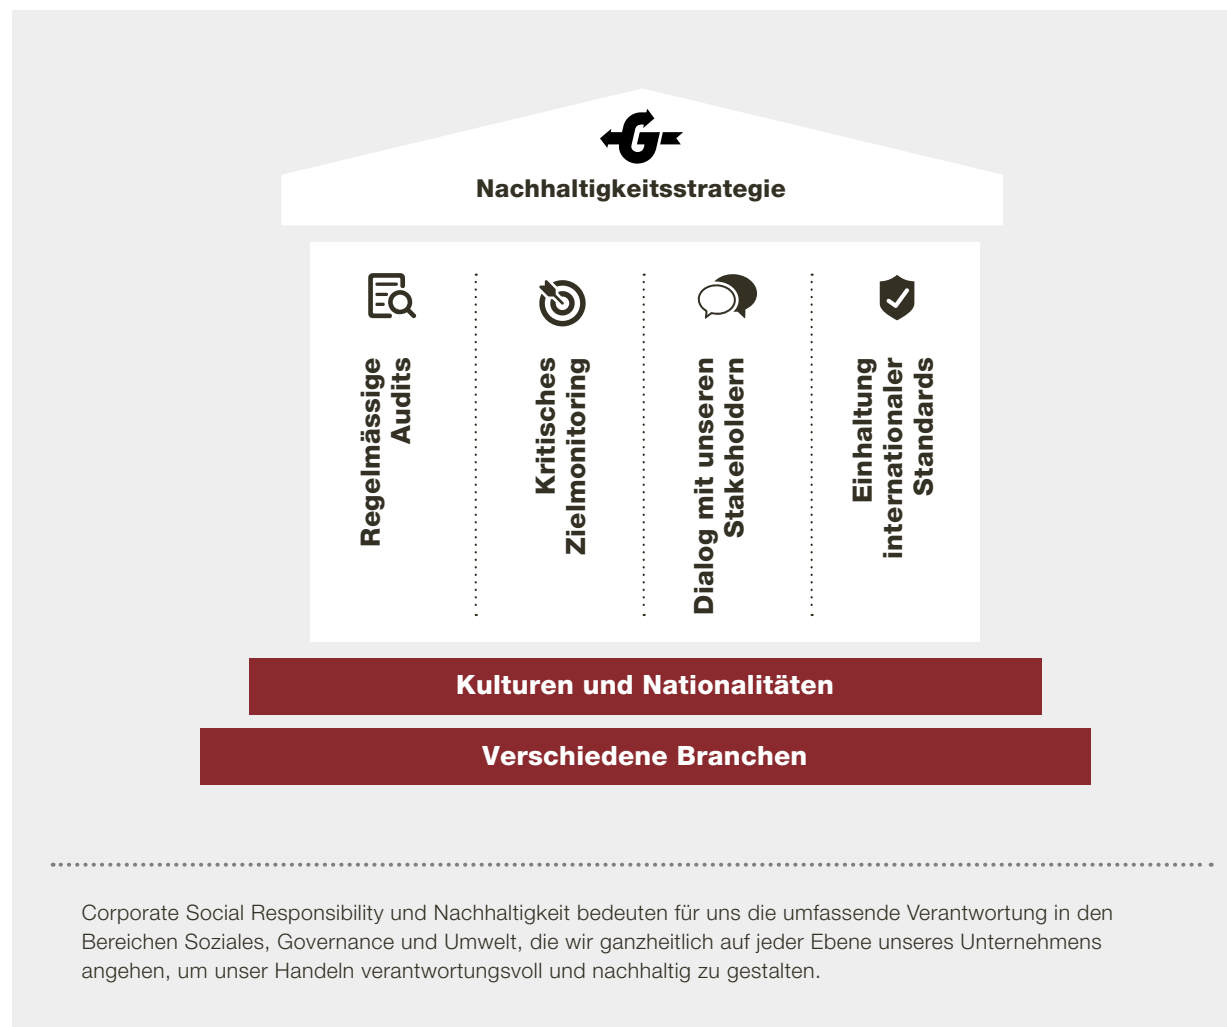 G
Nachhaltigkeitsstrategie
Regelmässige
Audits
Kritisches
Zielmonitoring
Dialog mit unseren
Stakeholdern
Einhaltung
internationaler
Standards
Kulturen und Nationalitäten
Verschiedene Branchen
Corporate Social Responsibility und Nachhaltigkeit bedeuten für uns die umfassende Verantwortung in den
Bereichen Soziales, Governance und Umwelt, die wir ganzheitlich auf jeder Ebene unseres Unternehmens
angehen, um unser Handeln verantwortungsvoll und nachhaltig zu gestalten.